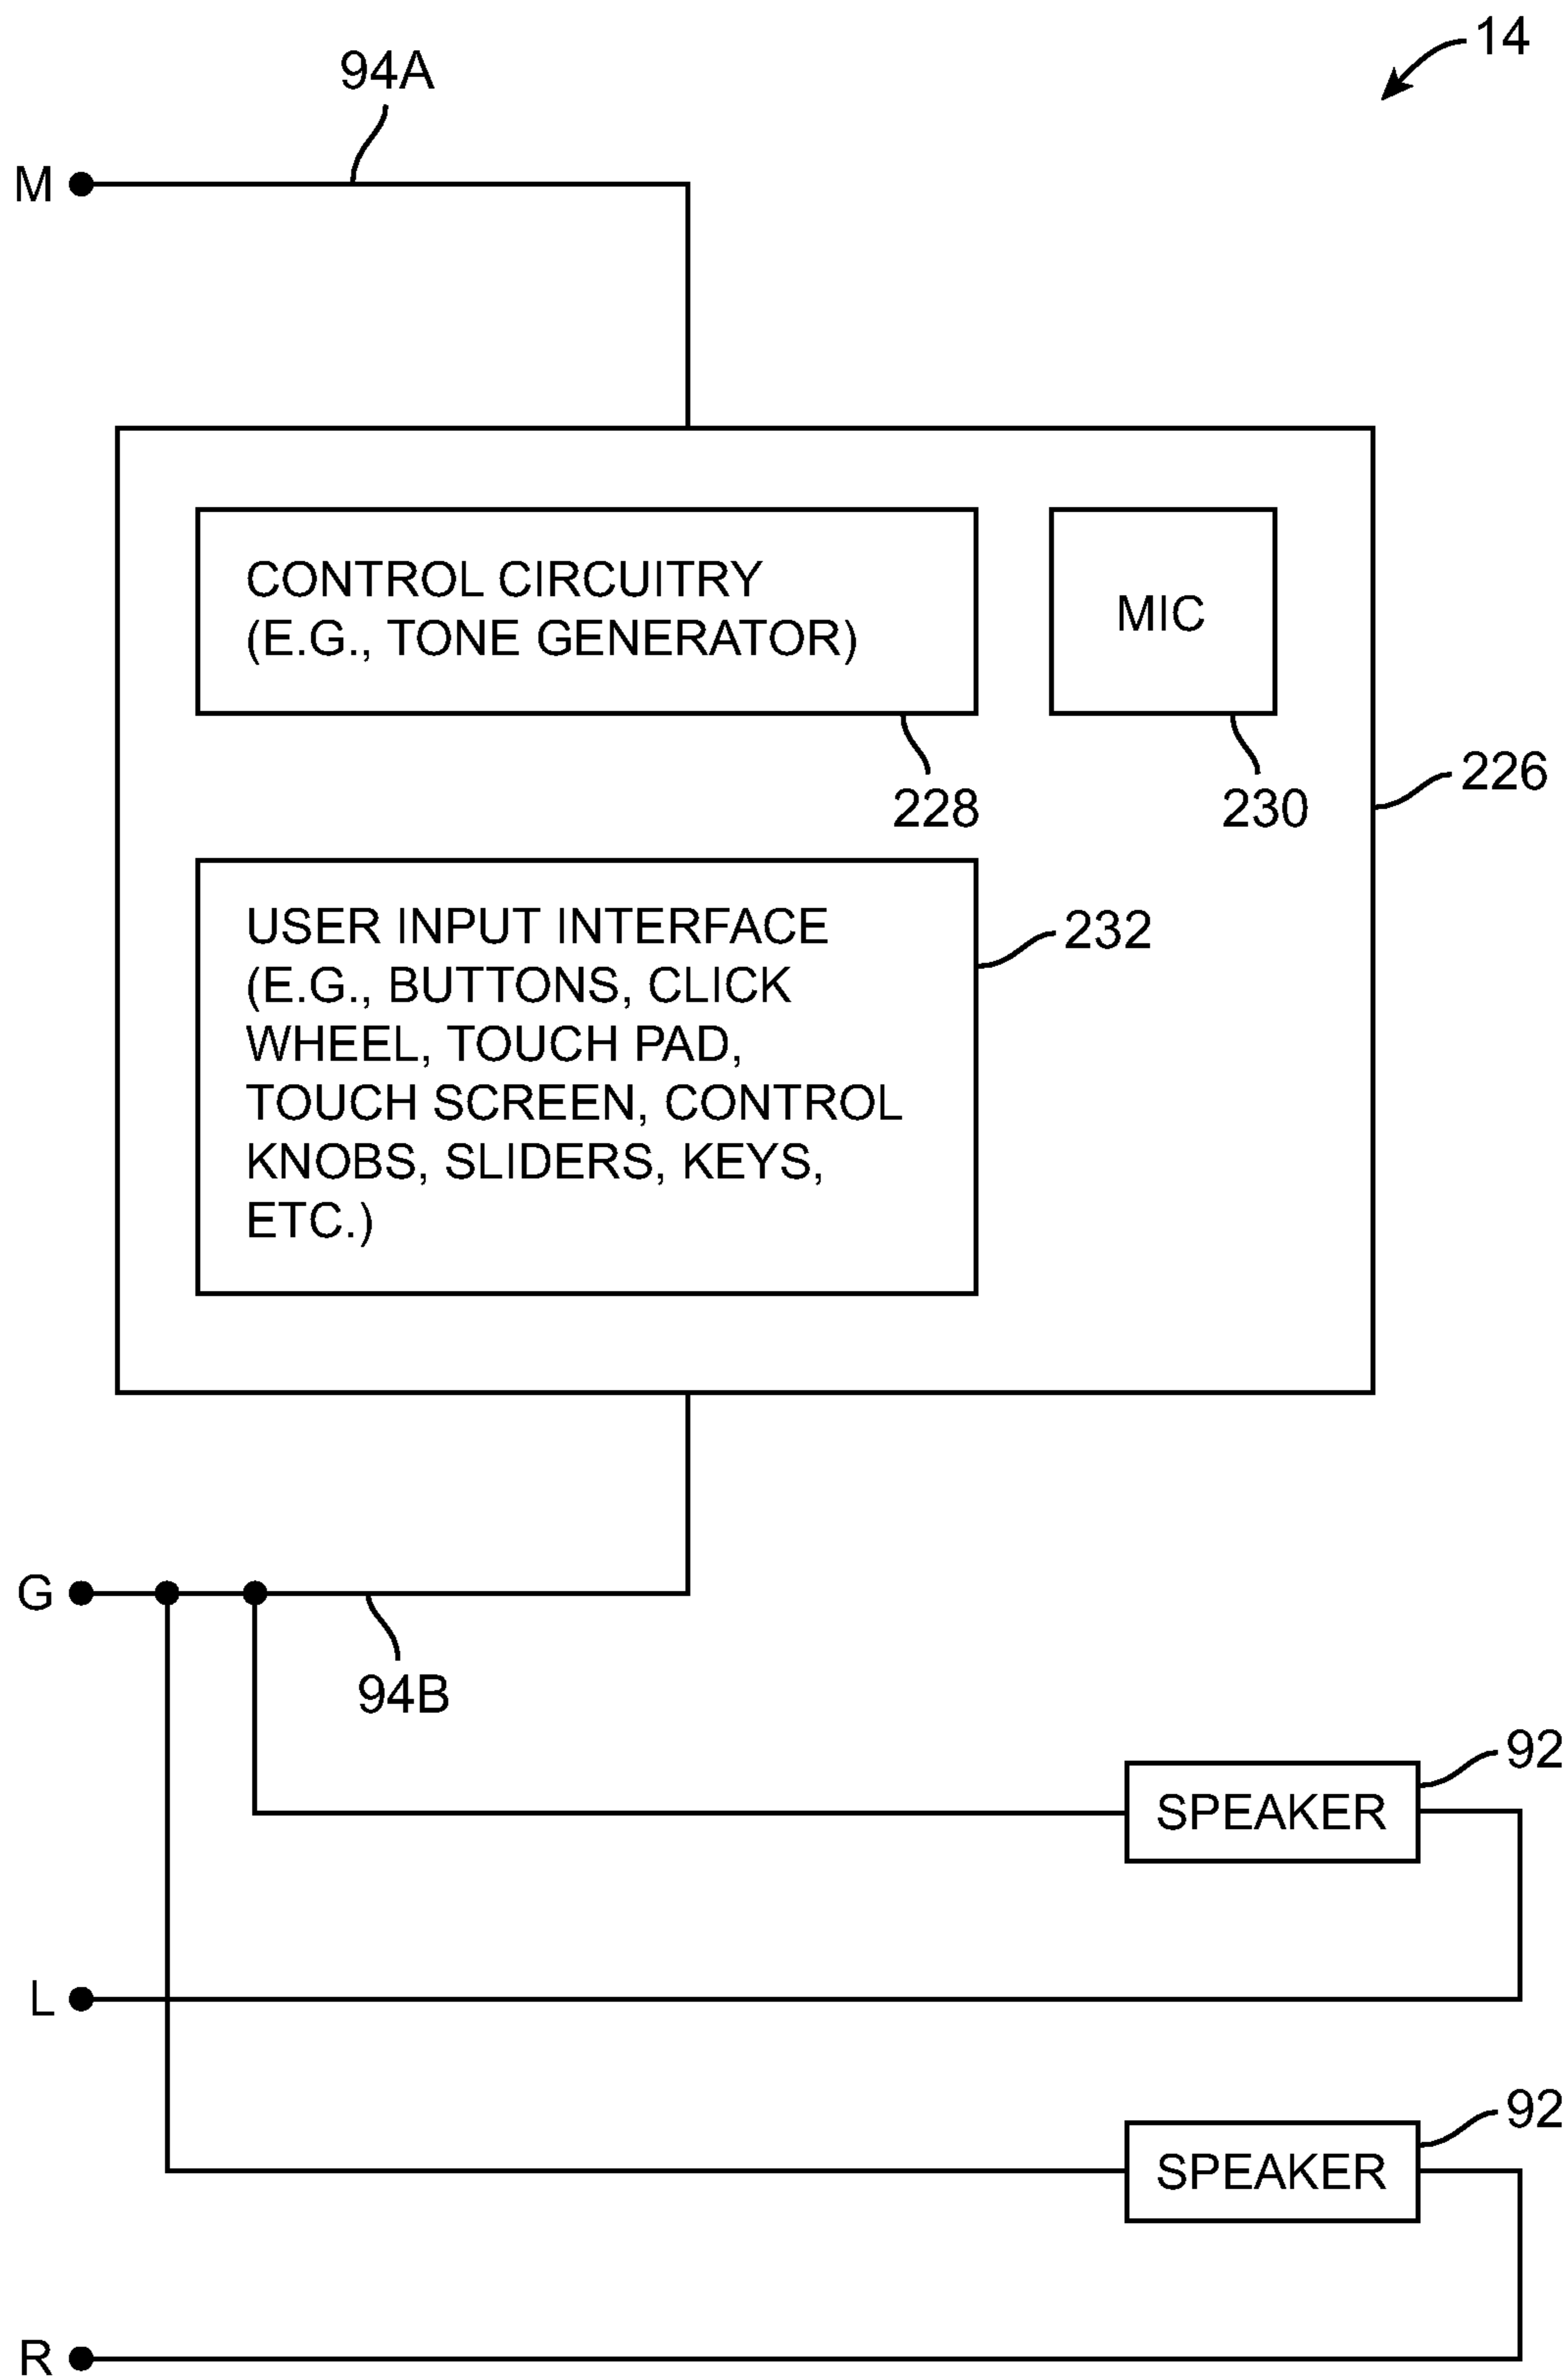 14
94A
M
CONTROL CIRCUITRY
(E.G., TONE GENERATOR)
MIC
228
230
226
USER INPUT INTERFACE
(E.G., BUTTONS, CLICK
WHEEL, TOUCH PAD,
TOUCH SCREEN, CONTROL
KNOBS, SLIDERS, KEYS,
ETC.)
232
G
94B
92
SPEAKER
L
92
SPEAKER
R